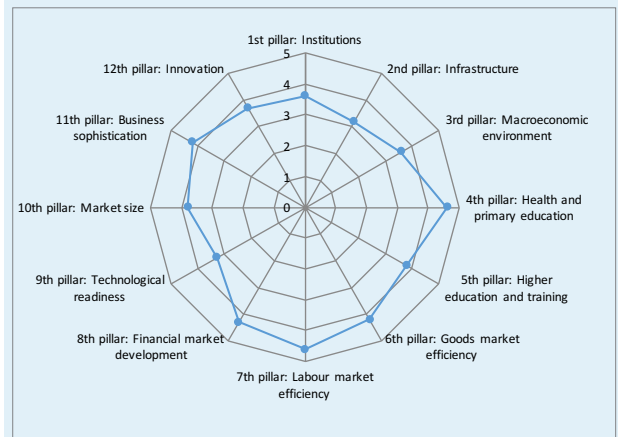 1st pillar: Institutions
5
2nd pillar: Infrastructure
12th pillar: Innovation
4
11th pillar: Business
sophistication
3
3rd pillar: Macroeconomic
environment
2
1
4th pillar: Health and
primary education
10th pillar: Market size
0
9th pillar: Technological
readiness
5th pillar: Higher
education and training
8th pillar: Financial market
development
6th pillar: Goods market
efficiency
7th pillar: Labour market
efficiency